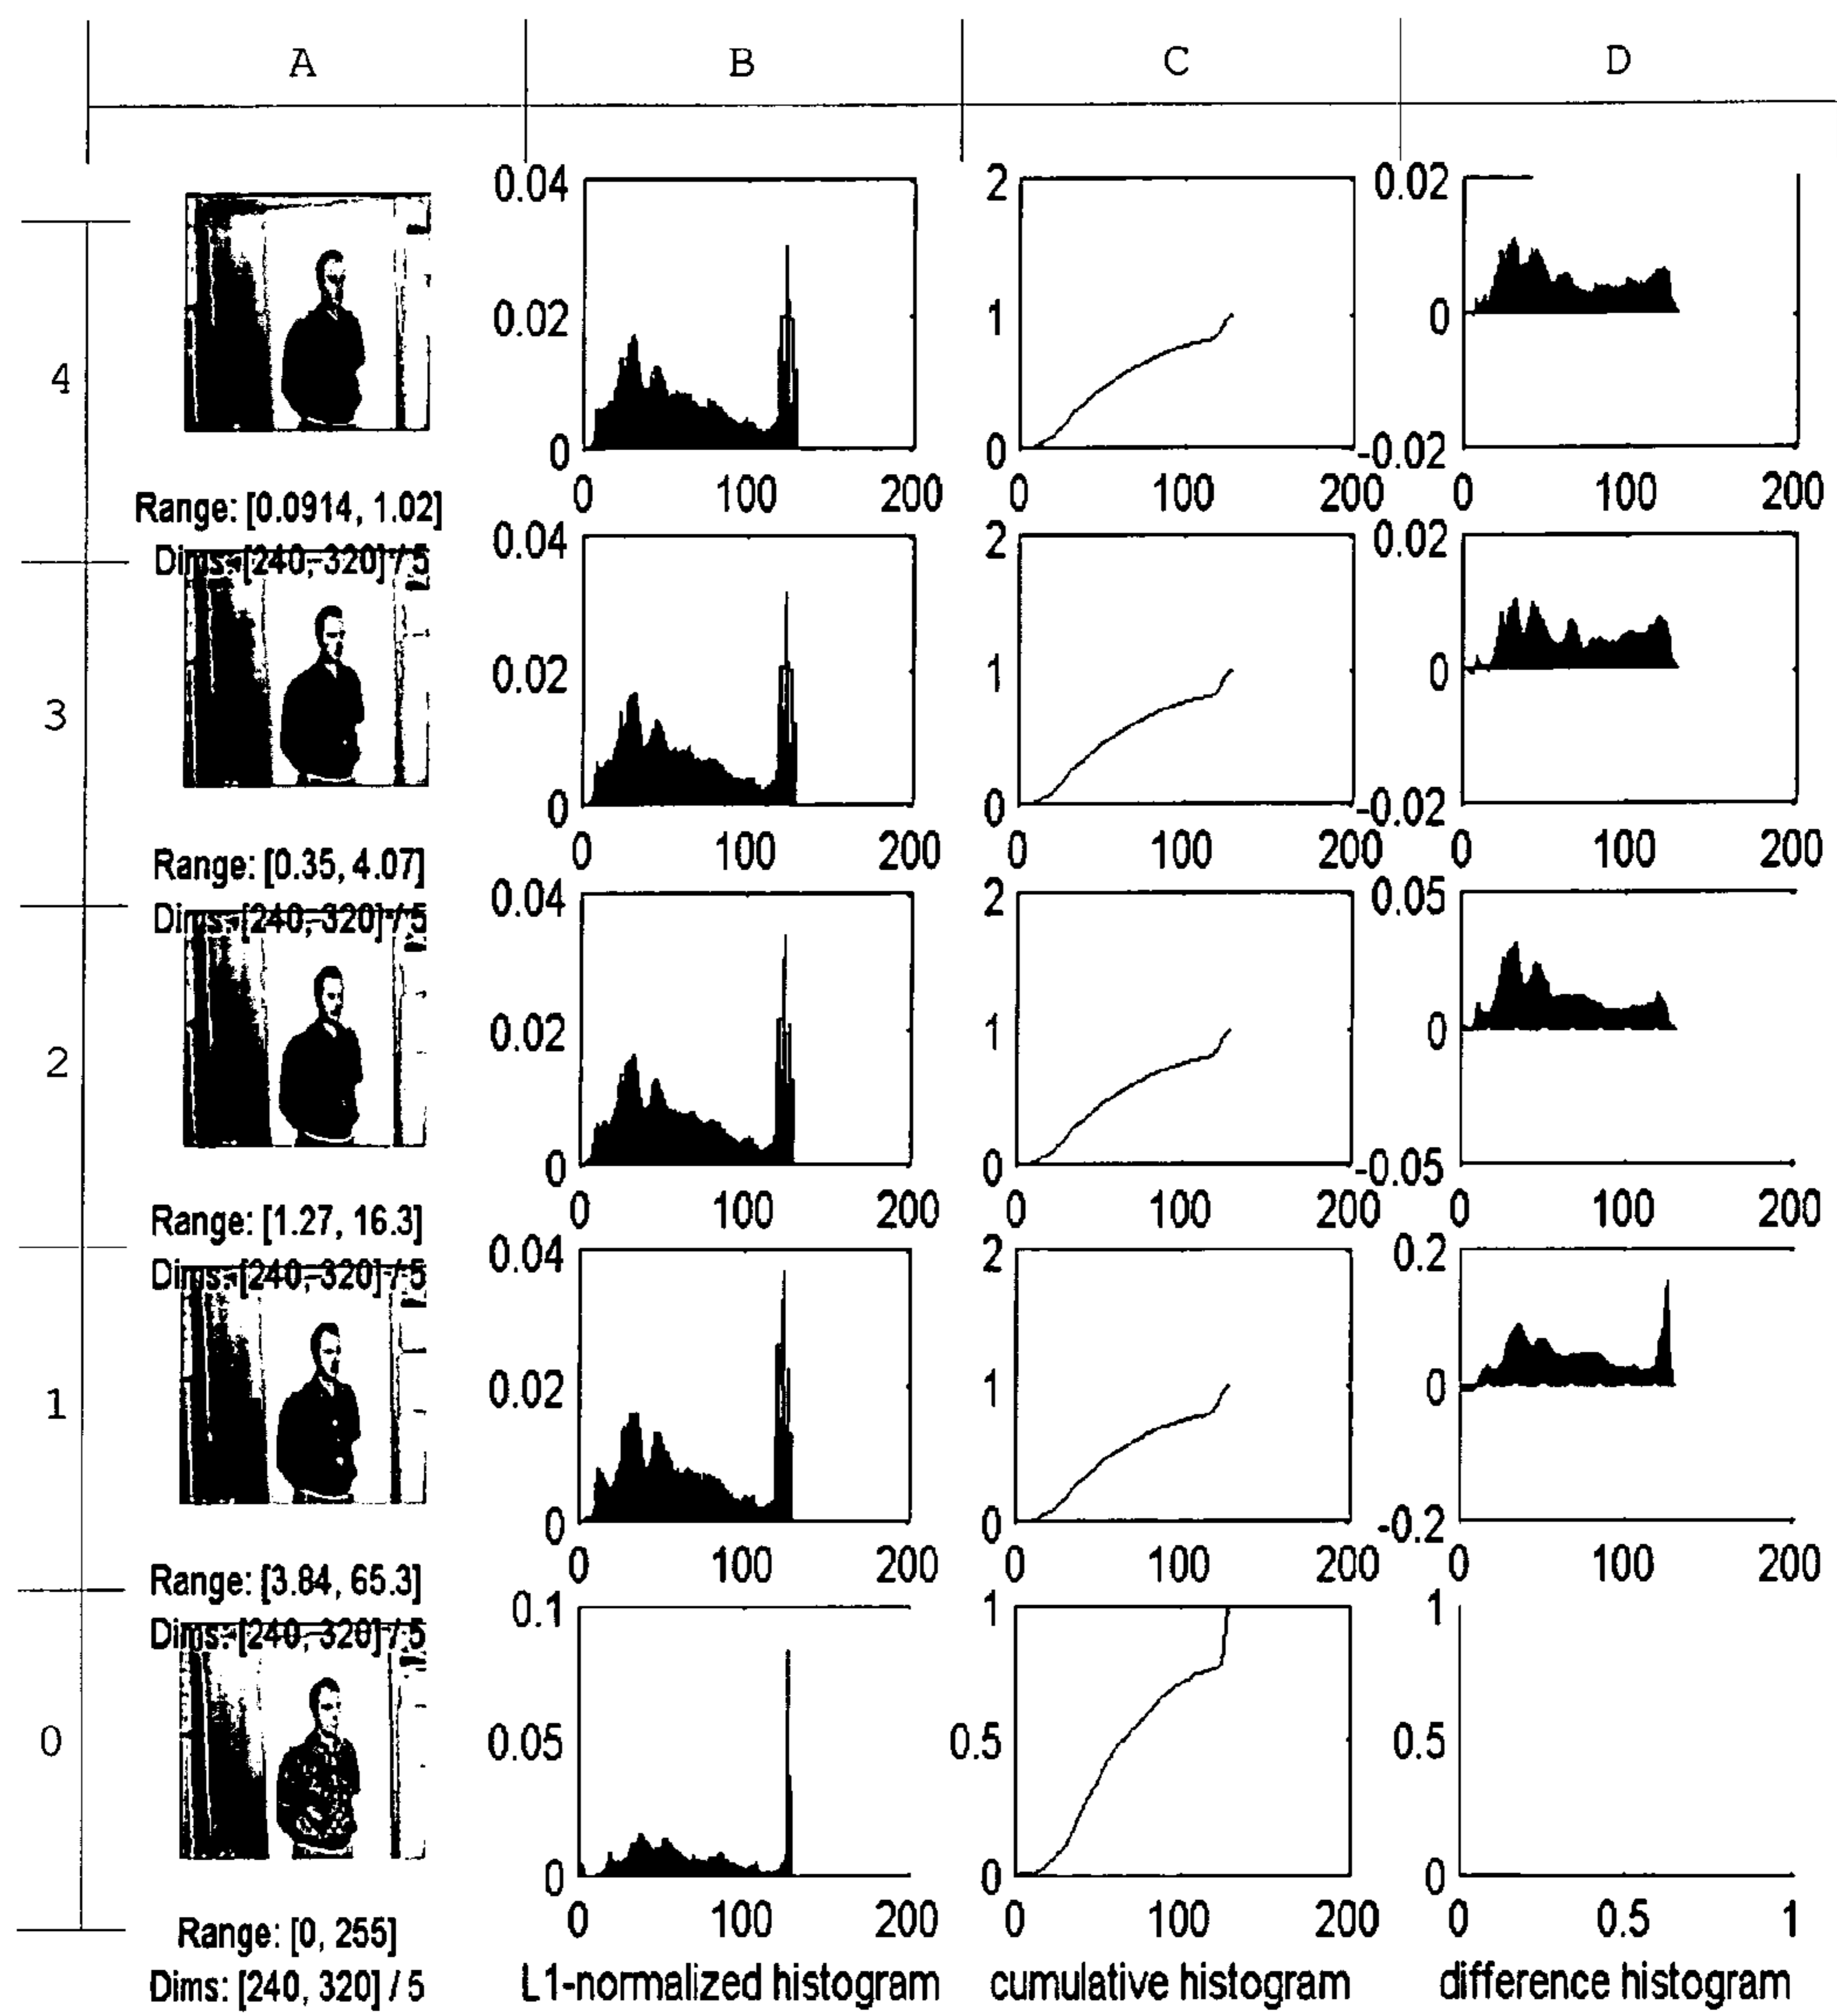 A B C D
4
0.04 0.02 0
0 100 200
2 1 0
0 100 200
0.02 0 -0.02
0 100 200
Range: [0.0914, 1.02]
Dims: [240, 320] / 5
3
0.04 0.02 0
0 100 200
2 1 0
0 100 200
0.02 0 -0.02
0 100 200
Range: [0.35, 4.07]
Dims: [240, 320] / 5
2
0.04 0.02 0
0 100 200
2 1 0
0 100 200
0.05 0 -0.05
0 100 200
Range: [1.27, 16.3]
Dims: [240, 320] / 5
1
0.04 0.02 0
0 100 200
2 1 0
0 100 200
0.2 0 -0.2
0 100 200
Range: [3.84, 65.3]
Dims: [240, 320] / 5
0
0.1 0.05 0
0 100 200
1 0.5 0
0 100 200
1 0.5 0
0 0.5 1
Range: [0, 255]
Dims: [240, 320] / 5
L1-normalized histogram
cumulative histogram
difference histogram